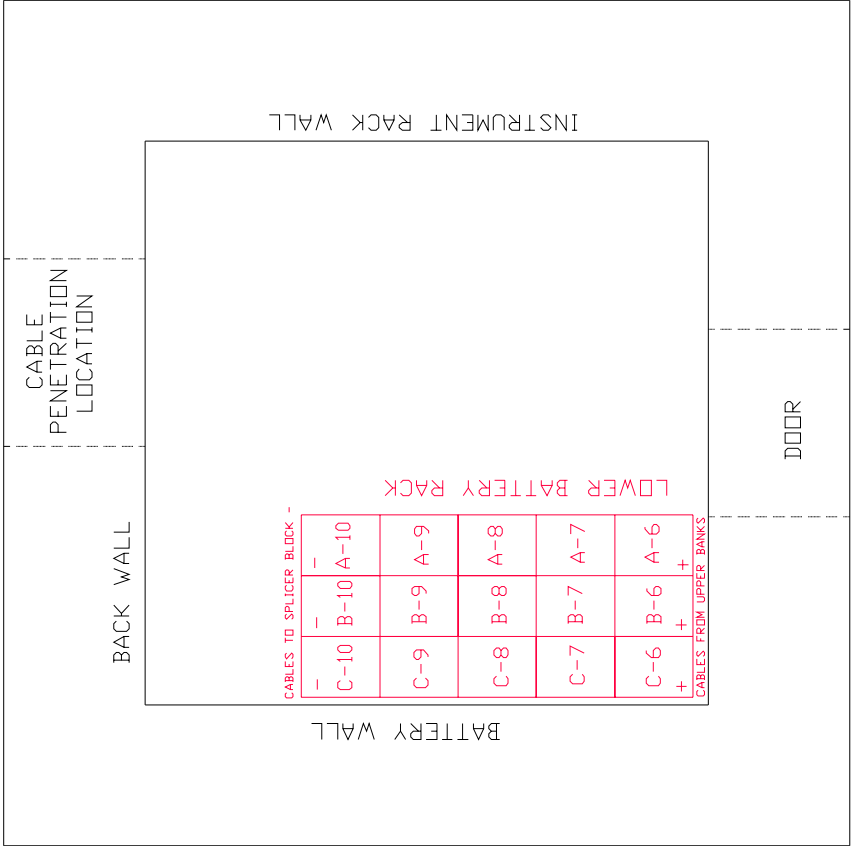 INSTRUMENT RACK WALL
CABLE
PENETRATION
LOCATION
DOOR
LOWER BATTERY RACK
BACK WALL
CABLES TO SPLICER BLOCK -
- - -
C-10 B-10 A-10
C-9 B-9 A-9
C-8 B-8 A-8
C-7 B-7 A-7
C-6 B-6 A-6
+ + +
CABLES FROM UPPER BANKS
BATTERY WALL